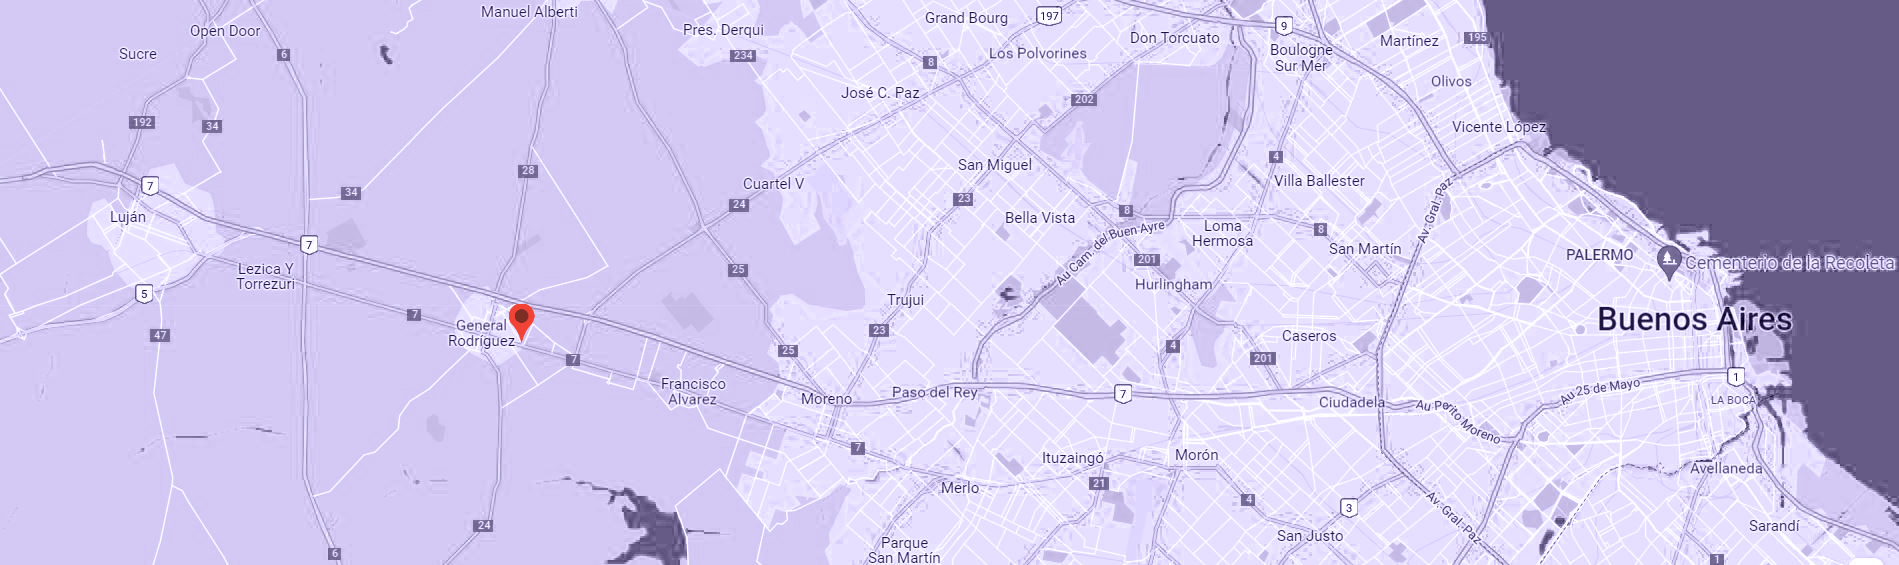 Manuel Alberti
Grand Bourg
197
9
Open Door
Pres. Derqui
Don Torcuato
Martínez
195
Sucre
6
234
8
Los Polvorines
Boulogne
Sur Mer
Olivos
José C. Paz
202
192
34
Vicente López
28
San Miguel
4
7
34
Cuartel V
23
Villa Ballester
Av. Gral. Paz
Luján
24
Bella Vista
8
Loma
Hermosa
8
7
Au Cam. del Buen Ayre
San Martín
PALERMO
Cementerio de la Recoleta
Lezica Y
Torrezuri
25
201
Hurlingham
5
Trujui
7
General
Rodríguez
47
23
Caseros
Buenos Aires
7
25
4
201
Francisco
Alvarez
Moreno
Paso del Rey
7
Ciudadela
Au Perito Moreno
Au 25 de Mayo
1
LA BOCA
7
Ituzaingó
Morón
Avellaneda
Merlo
21
4
3
Av. Gral. Paz
24
San Justo
Sarandí
6
Parque
San Martín
1